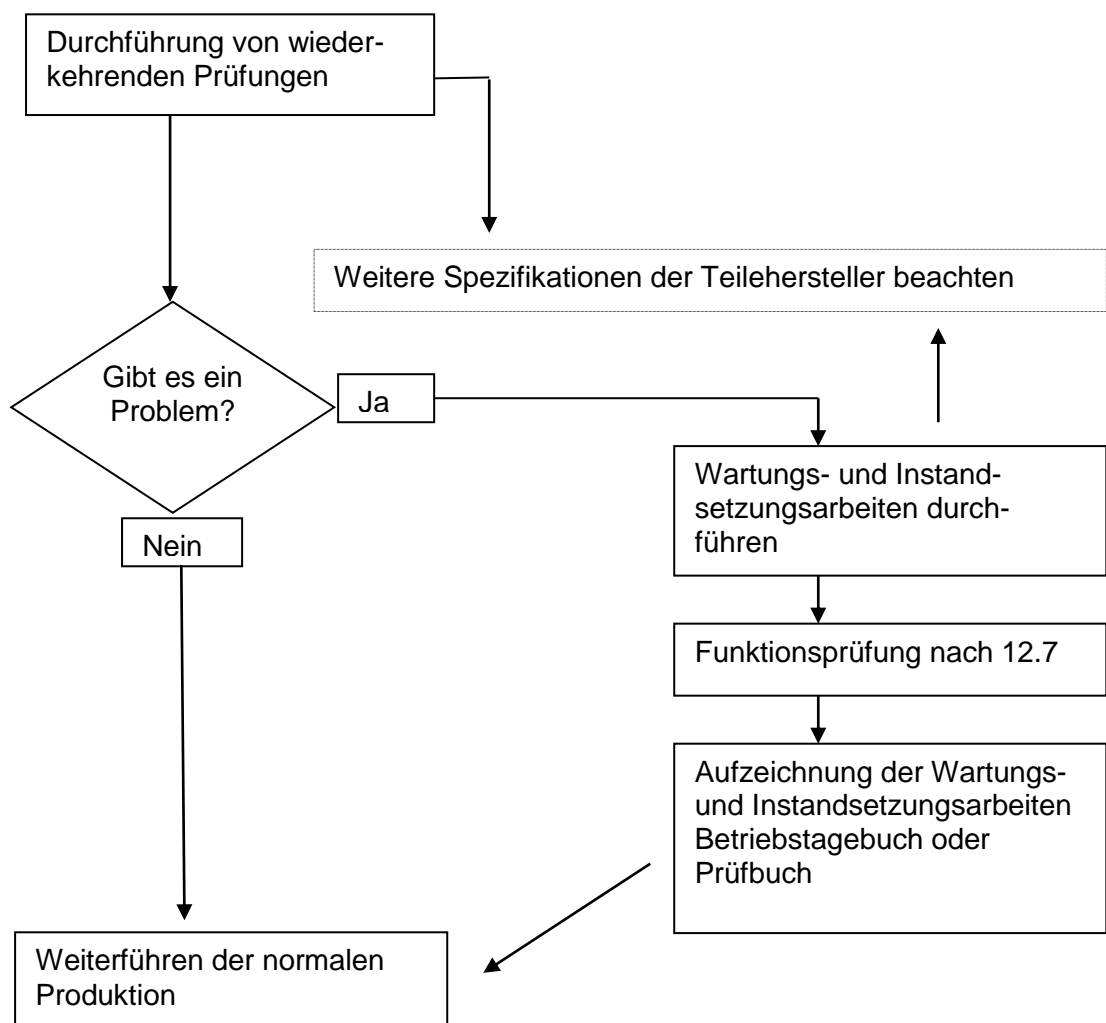 Durchführung von wieder-
kehrenden Prüfungen
Weitere Spezifikationen der Teilehersteller beachten
Gibt es ein
Problem?
Ja
Nein
Wartungs- und Instand-
setzungsarbeiten durch-
führen
Funktionsprüfung nach 12.7
Aufzeichnung der Wartungs-
und Instandsetzungsarbeiten
Betriebstagebuch oder
Prüfbuch
Weiterführen der normalen
Produktion